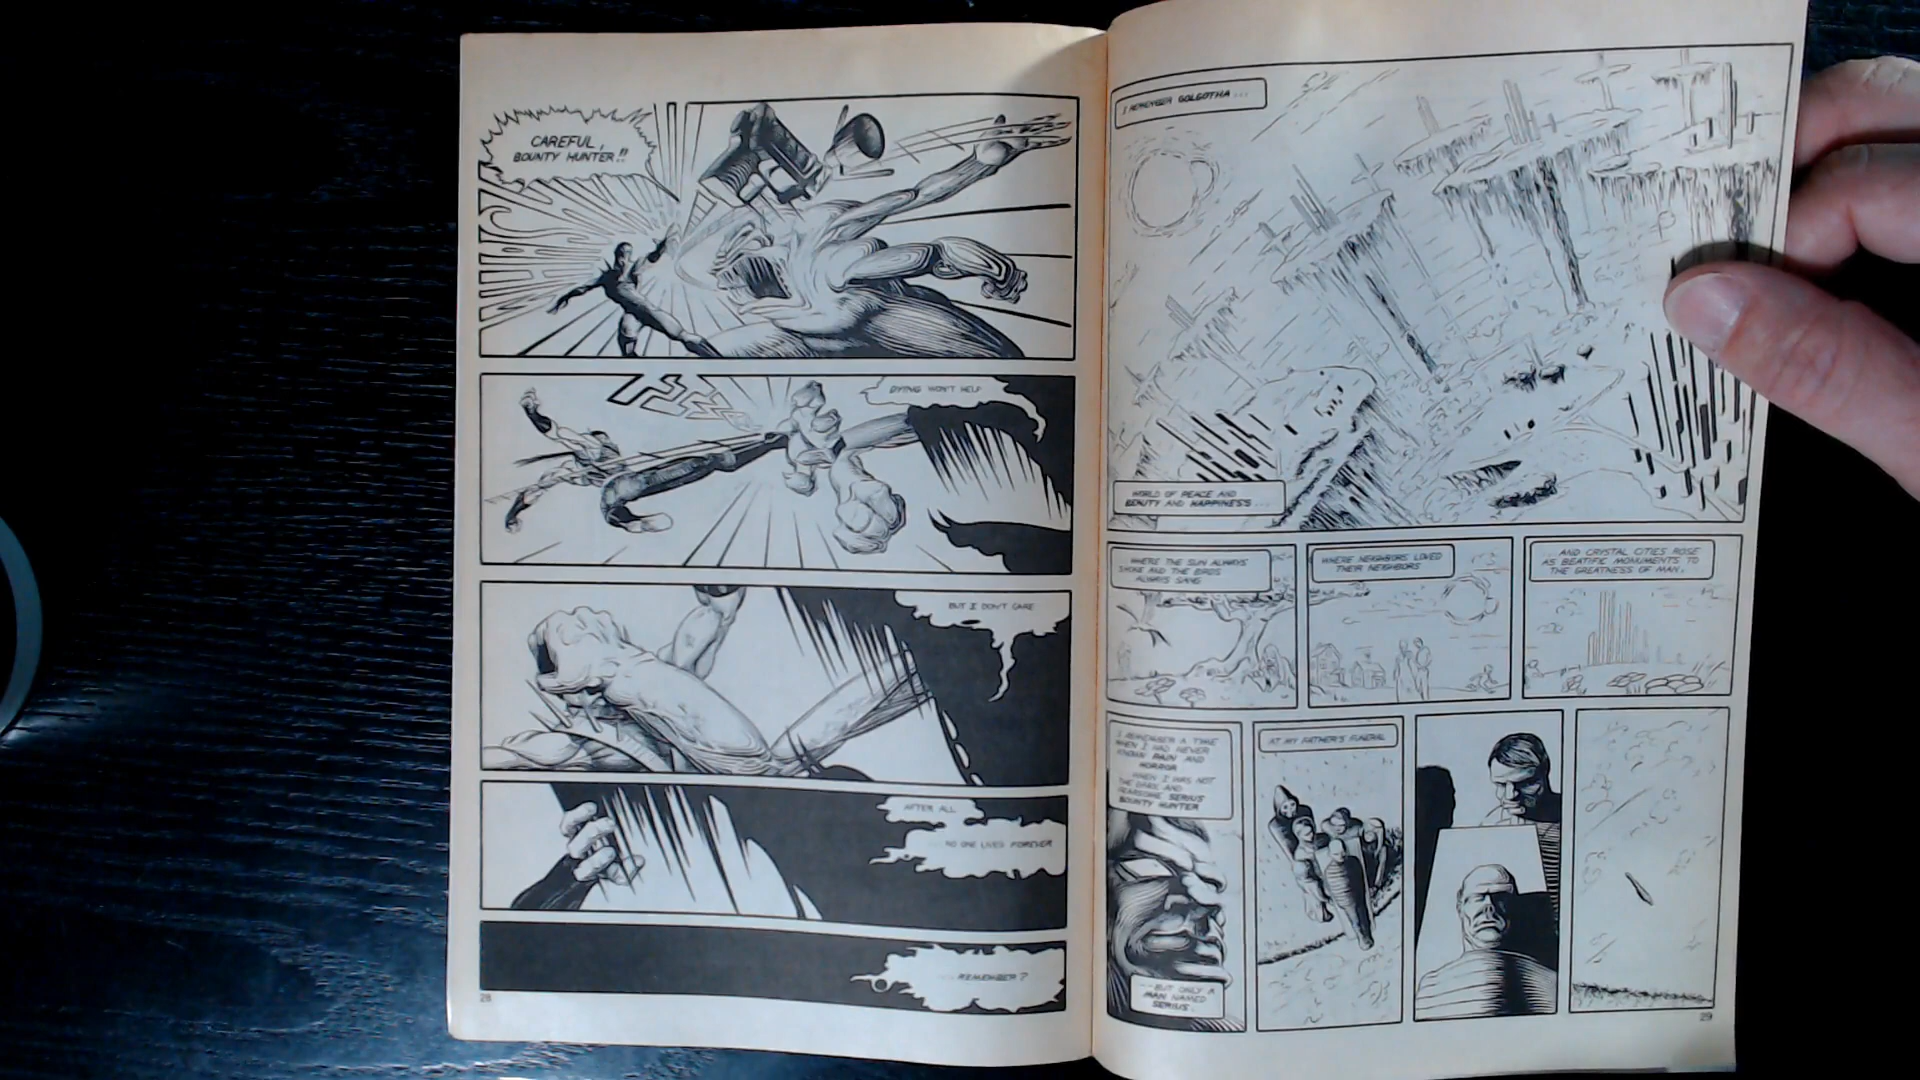 CAREFUL,
BOUNTY HUNTER!!
DYING WON'T HELP
BUT I DON'T CARE
AFTER ALL
NO ONE LIVES FOREVER
REMEMBER?
28
I REMEMBER GOLGOTHA...
WORLD OF PEACE AND
BEAUTY AND HAPPINESS...
WHERE THE SUN ALWAYS
SHONE AND THE BIRDS
ALWAYS SANG
WHERE NEIGHBORS LOVED
THEIR NEIGHBORS
...AND CRYSTAL CITIES ROSE
AS BEATIFIC MONUMENTS TO
THE GREATNESS OF MAN.
I REMEMBER A TIME
WHEN I HAD NEVER
KNOWN PAIN AND
HORROR
WHEN I WAS NOT
THE DARK AND
FEARSOME SERIUS
BOUNTY HUNTER
--BUT ONLY A
MAN NAMED
SERIUS.
AT MY FATHER'S FUNERAL
29